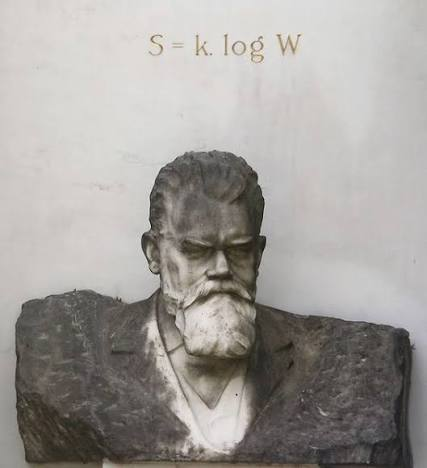 S = k. log W